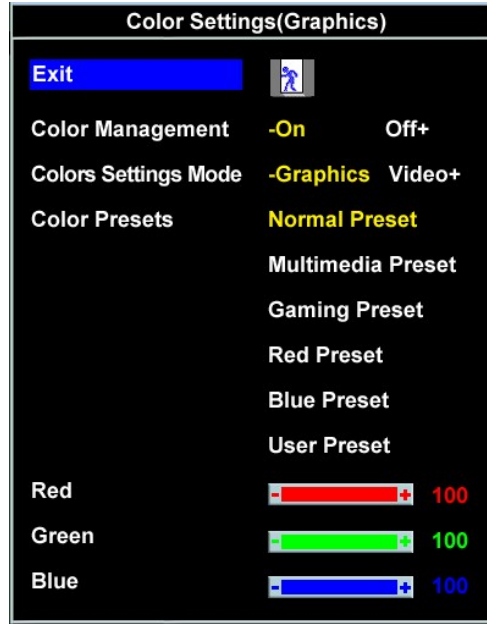 Color Settings(Graphics)
Exit
Color Management -On Off+
Colors Settings Mode -Graphics Video+
Color Presets Normal Preset
Multimedia Preset
Gaming Preset
Red Preset
Blue Preset
User Preset
Red - + 100
Green - + 100
Blue - + 100